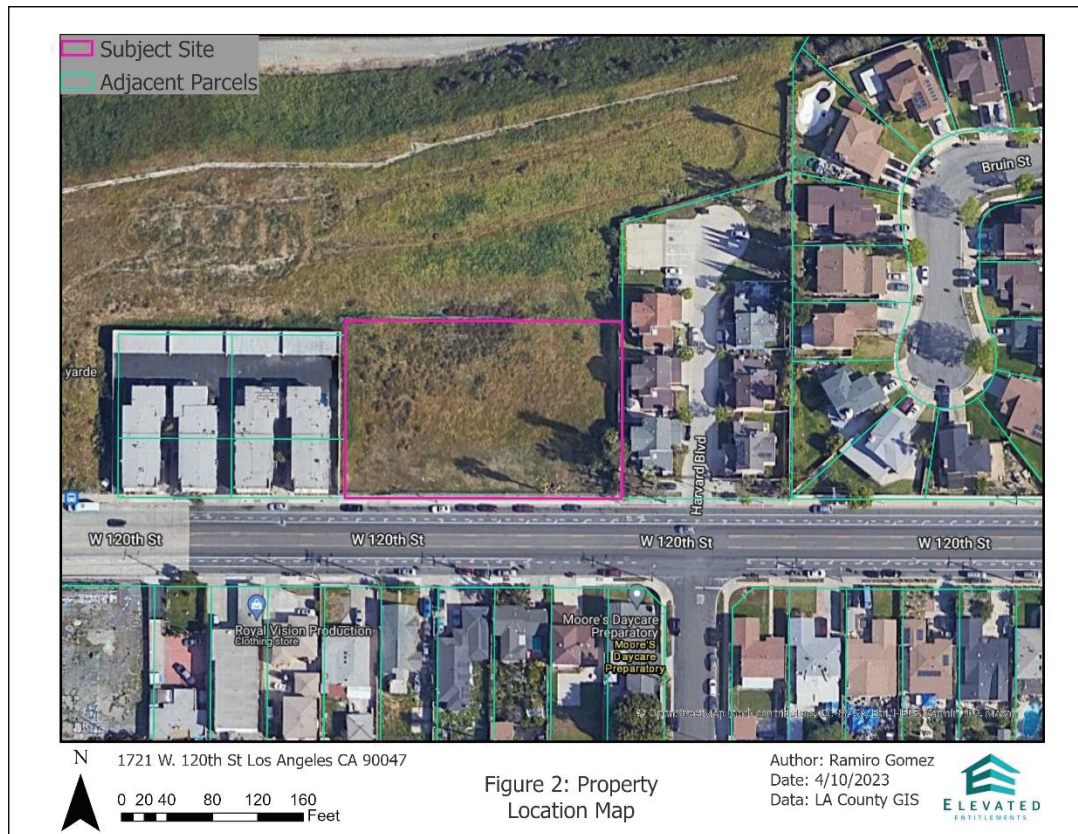 Subject Site
Adjacent Parcels
Bruin St
yarde
Harvard Blvd
W 120th St
W 120th St
W 120th St
W 120th St
Royal Vision Production
Clothing store
Moore's Daycare
Preparatory
Moore'S
Daycare
Preparatory
N
1721 W. 120th St Los Angeles CA 90047
0 20 40 80 120 160
Feet
Figure 2: Property
Location Map
Author: Ramiro Gomez
Date: 4/10/2023
Data: LA County GIS
ELEVATED
ENTITLEMENTS